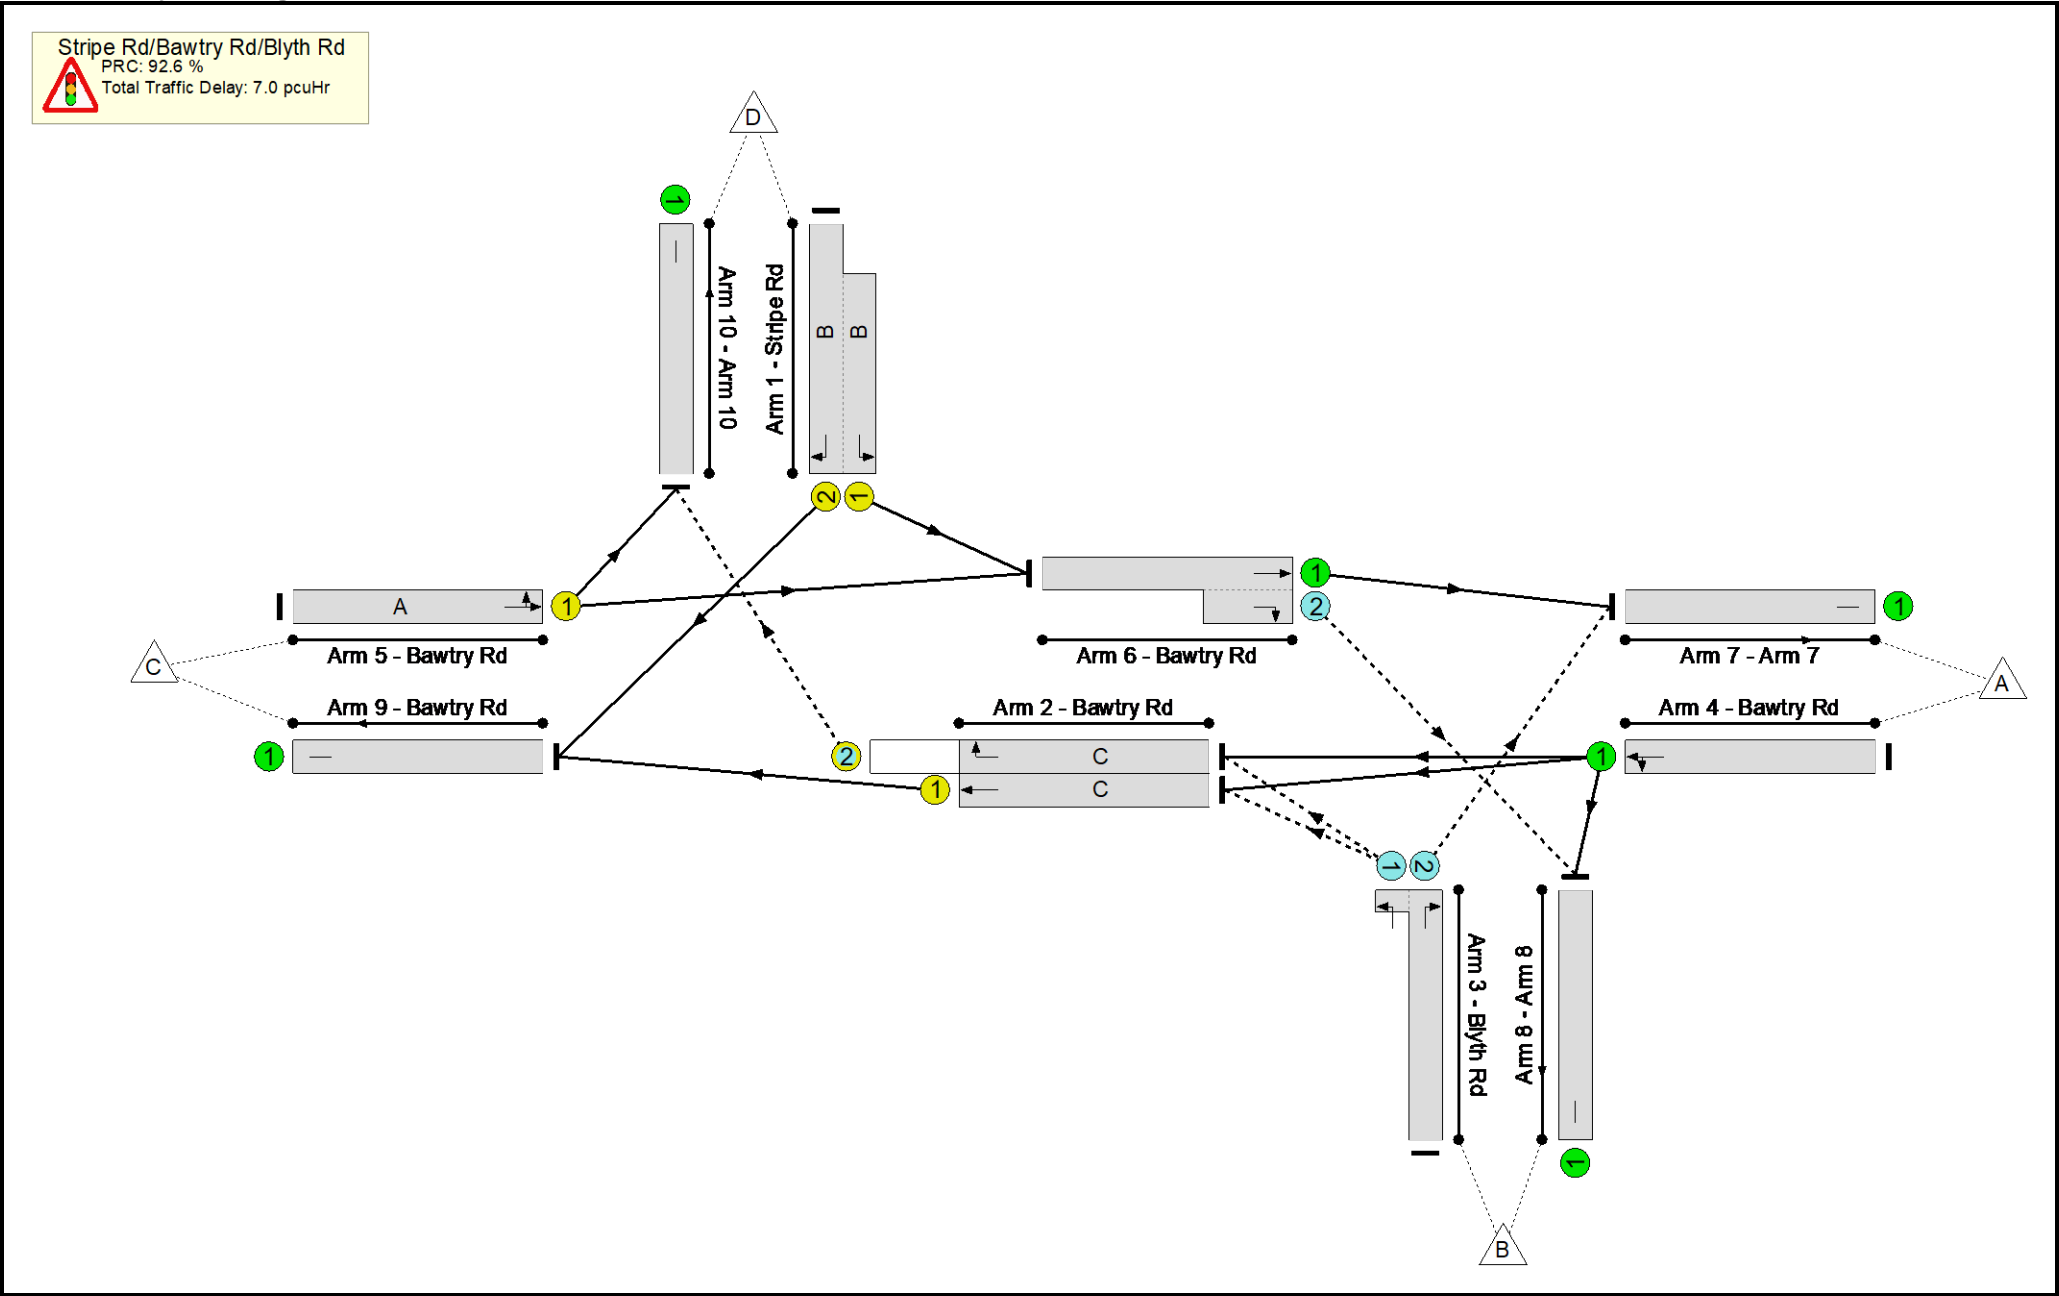 Stripe Rd/Bawtry Rd/Blyth Rd
PRC: 92.6 %
Total Traffic Delay: 7.0 pcuHr
D
1
Arm 10 - Arm 10
Arm 1 - Stripe Rd
B
B
2
1
A
1
Arm 5 - Bawtry Rd
C
Arm 9 - Bawtry Rd
1
1
2
Arm 6 - Bawtry Rd
1
Arm 7 - Arm 7
A
Arm 2 - Bawtry Rd
Arm 4 - Bawtry Rd
2
C
1
C
1
1
2
Arm 3 - Blyth Rd
Arm 8 - Arm 8
1
B